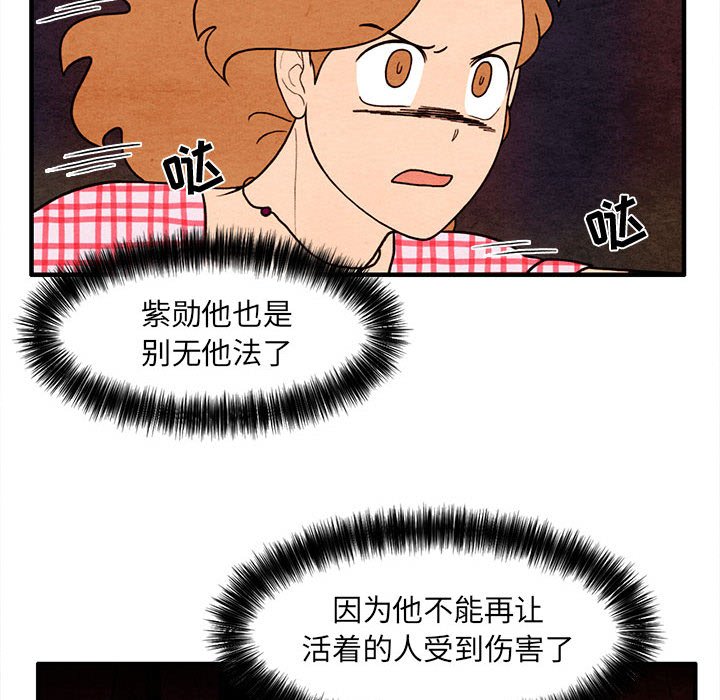 哒
哒
紫勋他也是
别无他法了
因为他不能再让
活着的人受到伤害了